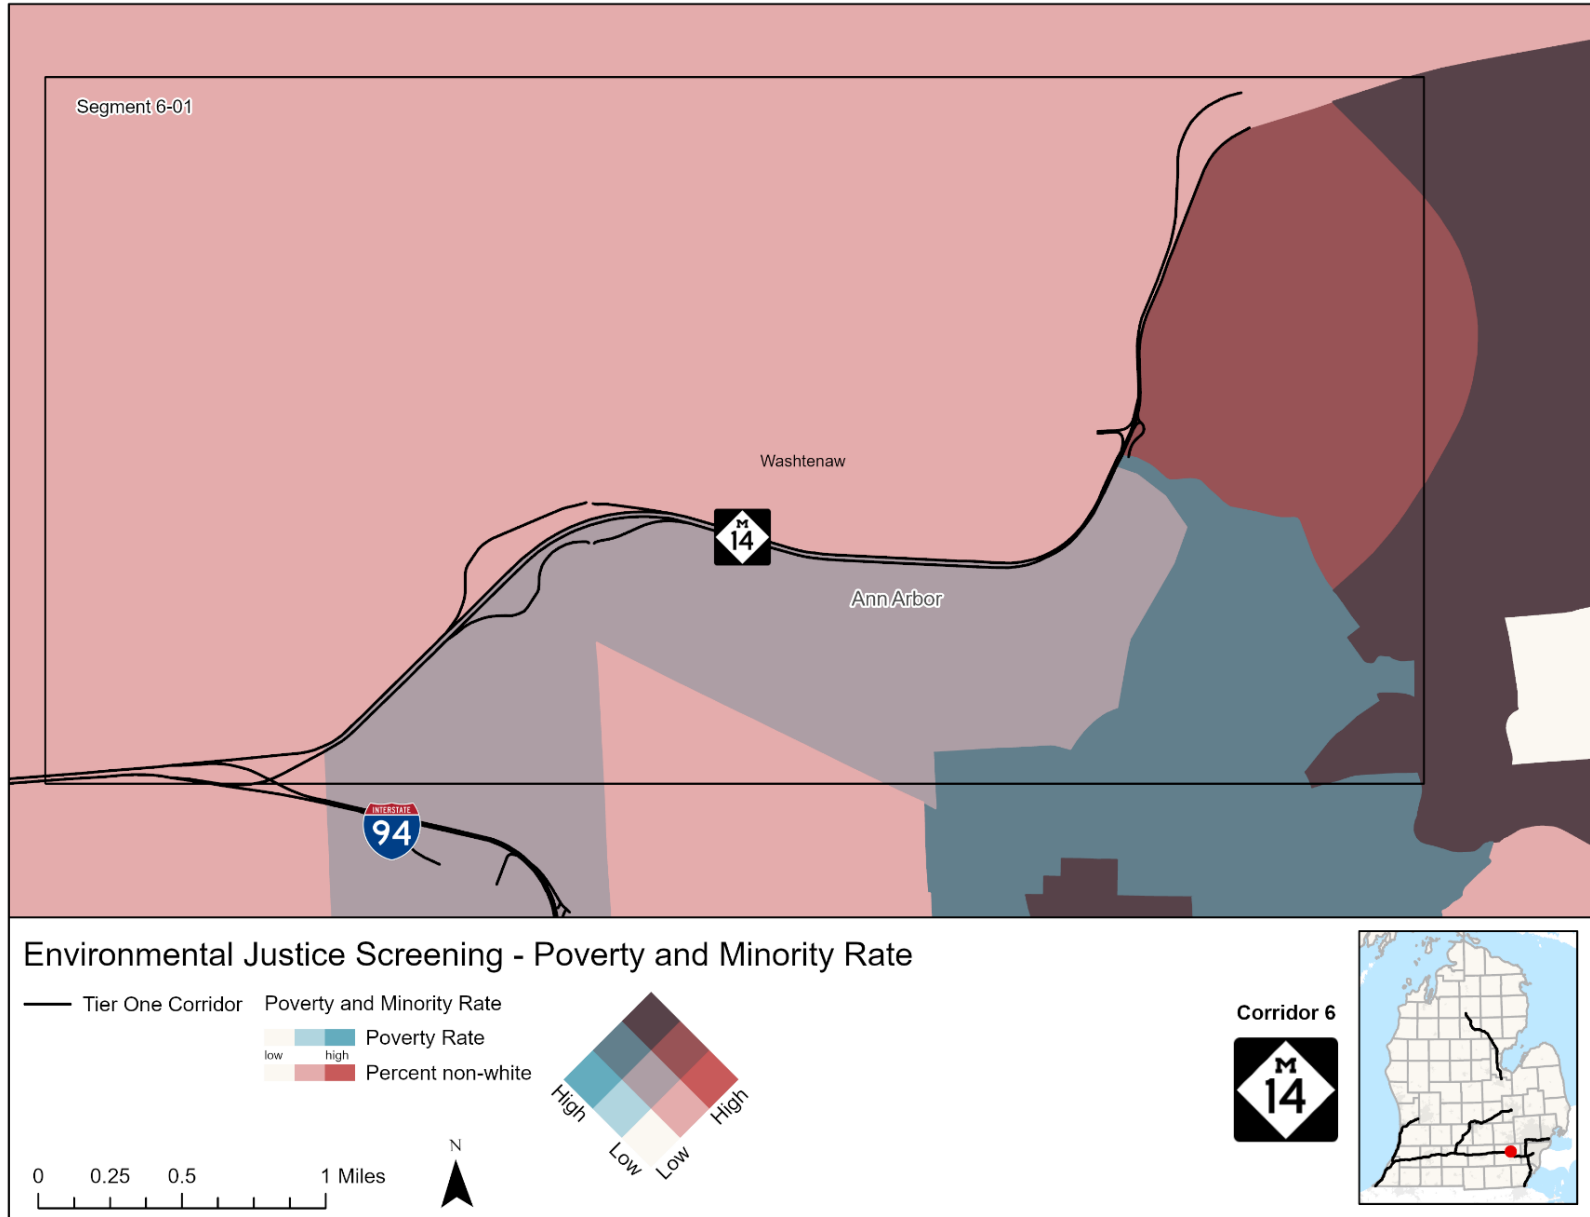 Segment 6-01
Washtenaw
M
14
Ann Arbor
INTERSTATE
94
Environmental Justice Screening - Poverty and Minority Rate
Tier One Corridor
Poverty and Minority Rate
Poverty Rate
low high
Percent non-white
High
Low
Low
High
N
0 0.25 0.5 1 Miles
Corridor 6
M
14